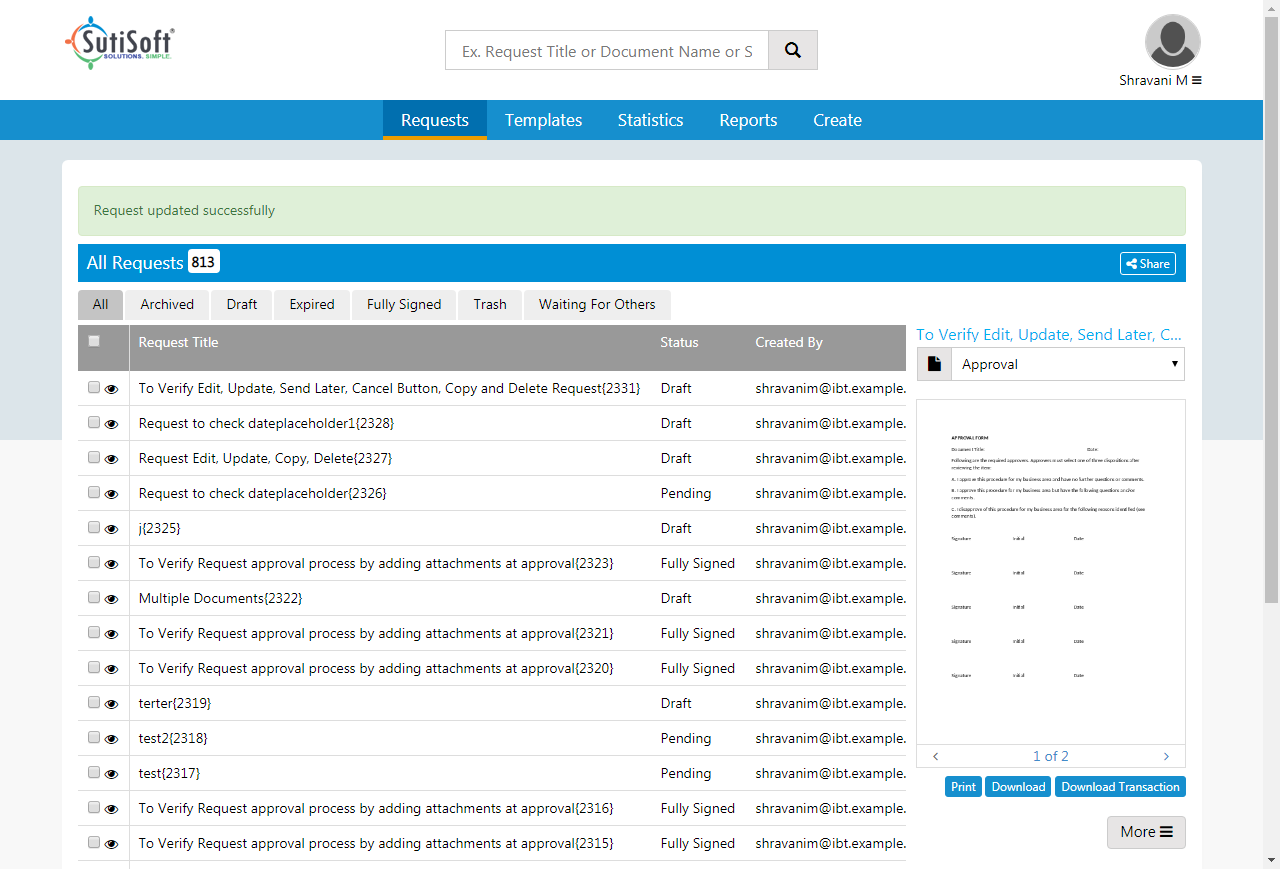 SutiSoft®
SOLUTIONS. SIMPLE.
Ex. Request Title or Document Name or S
Shravani M
Requests Templates Statistics Reports Create
Request updated successfully
All Requests 813
Share
All Archived Draft Expired Fully Signed Trash Waiting For Others
Request Title Status Created By
To Verify Edit, Update, Send Later, Cancel Button, Copy and Delete Request{2331} Draft shravanim@ibt.example.
Request to check dateplaceholder1{2328} Draft shravanim@ibt.example.
Request Edit, Update, Copy, Delete{2327} Draft shravanim@ibt.example.
Request to check dateplaceholder{2326} Pending shravanim@ibt.example.
j{2325} Draft shravanim@ibt.example.
To Verify Request approval process by adding attachments at approval{2323} Fully Signed shravanim@ibt.example.
Multiple Documents{2322} Draft shravanim@ibt.example.
To Verify Request approval process by adding attachments at approval{2321} Fully Signed shravanim@ibt.example.
To Verify Request approval process by adding attachments at approval{2320} Fully Signed shravanim@ibt.example.
terter{2319} Draft shravanim@ibt.example.
test2{2318} Pending shravanim@ibt.example.
test{2317} Pending shravanim@ibt.example.
To Verify Request approval process by adding attachments at approval{2316} Fully Signed shravanim@ibt.example.
To Verify Request approval process by adding attachments at approval{2315} Fully Signed shravanim@ibt.example.
To Verify Edit, Update, Send Later, C...
Approval
APPROVAL FORM
Document Title: Date:
Following are the required approvers. Approvers must select one of three dispositions after
reviewing the item:
A. I approve this procedure for my business area and have no further questions or comments.
B. I approve this procedure for my business area but have the following questions and/or
comments.
C. I disapprove of this procedure for my business area for the following reasons identified (see
comments).
Signature Initial Date
Signature Initial Date
Signature Initial Date
Signature Initial Date
Signature Initial Date
1 of 2
Print Download Download Transaction
More